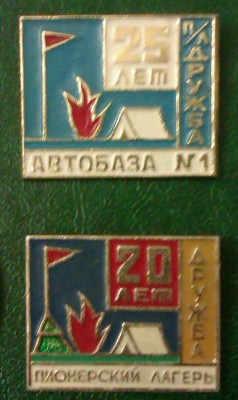 25
ЛЕТ
П/Л ДРУЖБА
АВТОБАЗА №1
20
ЛЕТ
ДРУЖБА
ПИОНЕРСКИЙ ЛАГЕРЬ